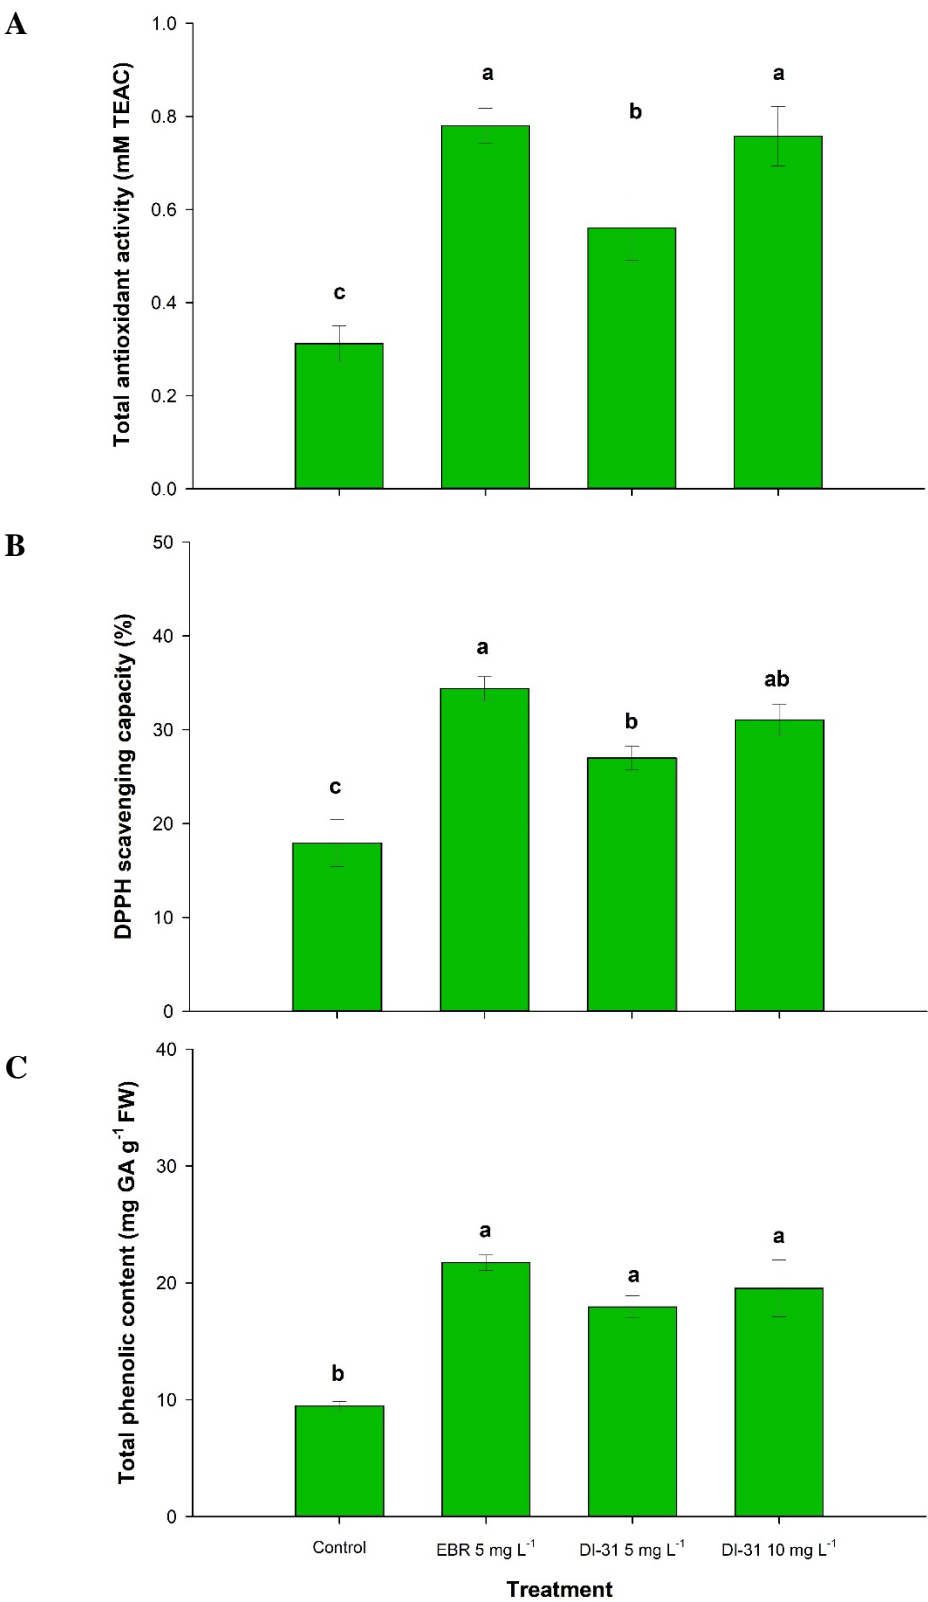 A
Total antioxidant activity (mM TEAC)
1.0
0.8
0.6
0.4
0.2
0.0
c
a
b
a
B
DPPH scavenging capacity (%)
50
40
30
20
10
0
c
a
b
ab
C
Total phenolic content (mg GA g⁻¹ FW)
40
30
20
10
0
b
a
a
a
Control EBR 5 mg L⁻¹ DI-31 5 mg L⁻¹ DI-31 10 mg L⁻¹
Treatment